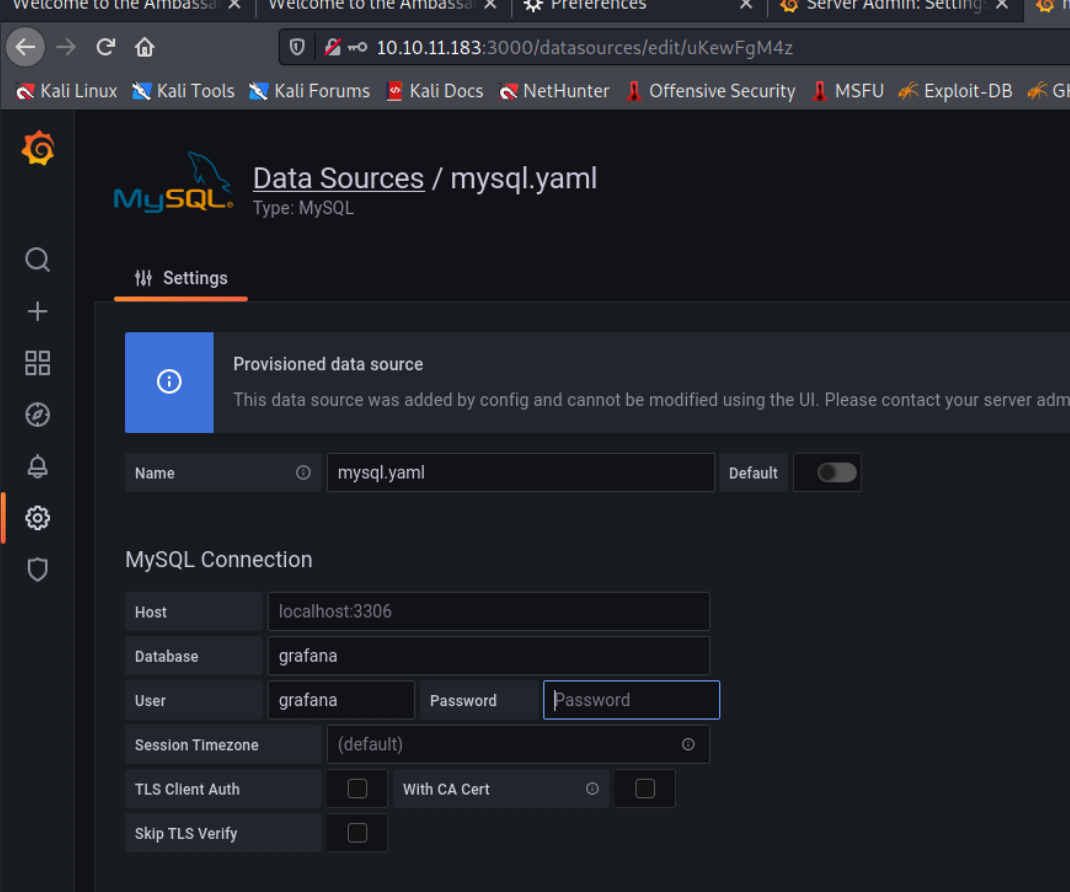 Welcome to the Ambassa
Welcome to the Ambassa
Preferences
Server Admin: Settings
10.10.11.183:3000/datasources/edit/uKewFgM4z
Kali Linux Kali Tools Kali Forums Kali Docs NetHunter Offensive Security MSFU Exploit-DB
MySQL
Data Sources / mysql.yaml
Type: MySQL
Settings
Provisioned data source
This data source was added by config and cannot be modified using the UI. Please contact your server adm
Name mysql.yaml Default
MySQL Connection
Host localhost:3306
Database grafana
User grafana Password Password
Session Timezone (default)
TLS Client Auth With CA Cert
Skip TLS Verify